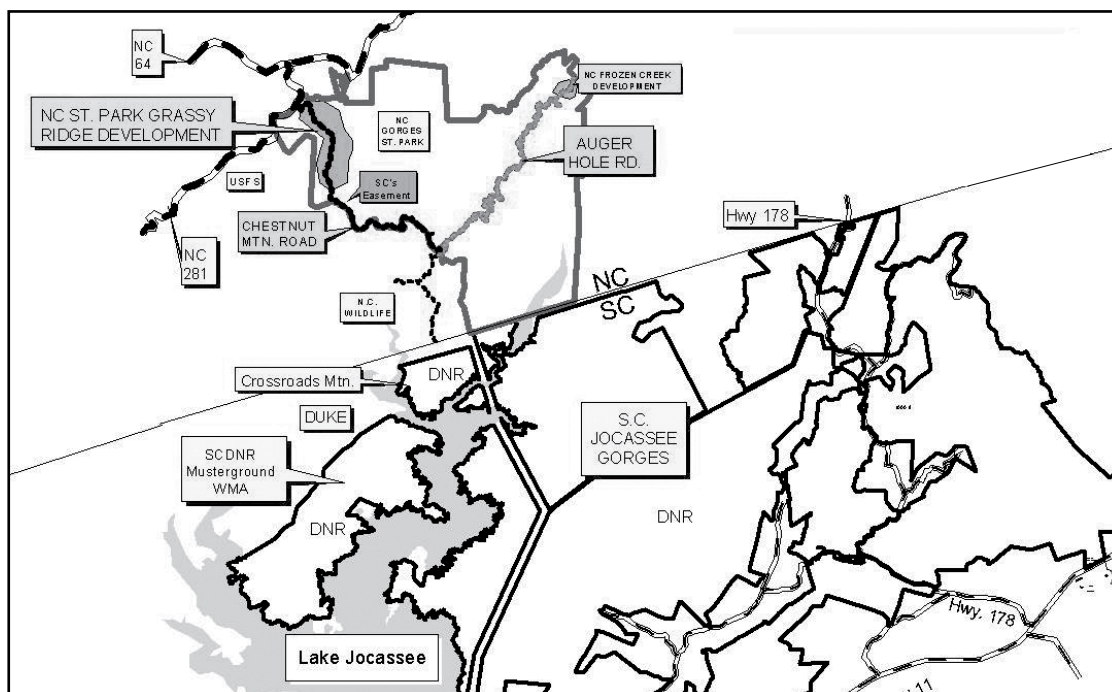 NC
64
NC ST. PARK GRASSY
RIDGE DEVELOPMENT
NC
GORGES
ST. PARK
NC FROZEN CREEK
DEVELOPMENT
AUGER
HOLE RD.
USFS
SC's
Easement
CHESTNUT
MTN. ROAD
NC
281
Hwy 178
N.C.
WILDLIFE
NC
SC
Crossroads Mtn.
DNR
DUKE
S.C.
JOCASSEE
GORGES
SCDNR
Musterground
WMA
DNR
DNR
Hwy. 178
Lake Jocassee